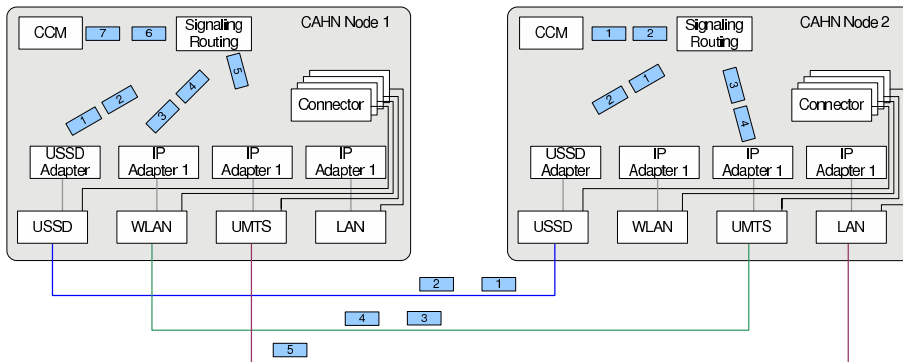 CAHN Node 1
CCM
7
6
Signaling
Routing
5
4
3
2
1
Connector
USSD
Adapter
IP
Adapter 1
IP
Adapter 1
IP
Adapter 1
USSD
WLAN
UMTS
LAN
CAHN Node 2
CCM
1
2
Signaling
Routing
1
2
3
4
Connector
USSD
Adapter
IP
Adapter 1
IP
Adapter 1
IP
Adapter 1
USSD
WLAN
UMTS
LAN
2
1
4
3
5